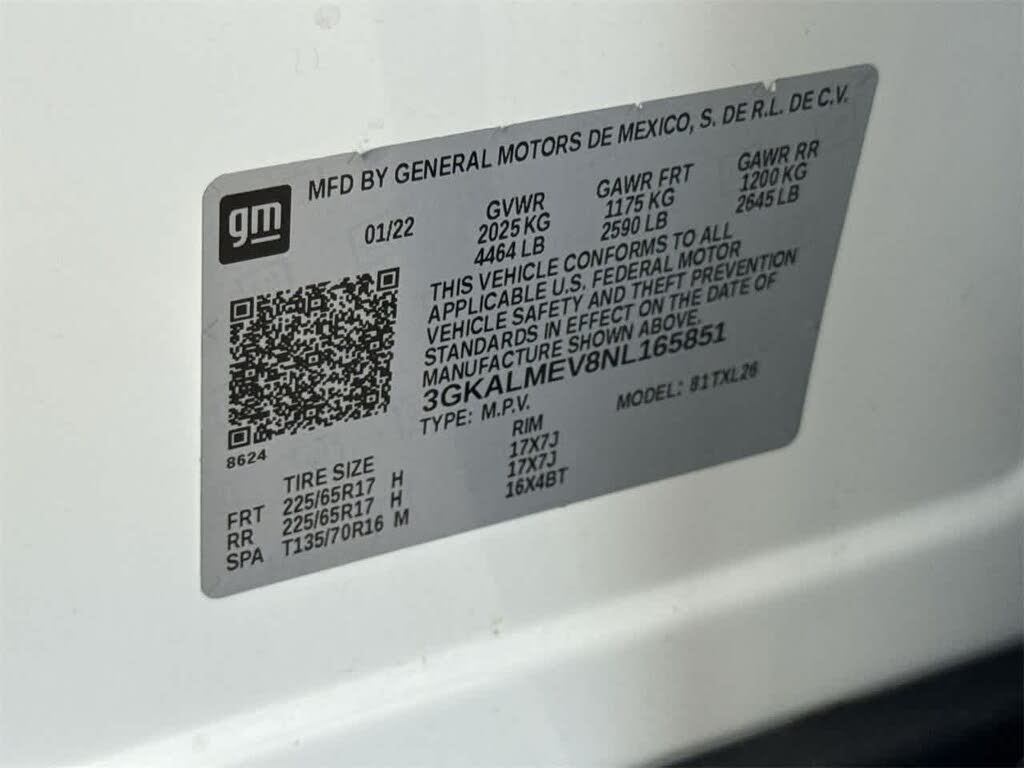 MFD BY GENERAL MOTORS DE MEXICO, S. DE R.L. DE C.V.
gm
01/22
GVWR
2025 KG
4464 LB
GAWR FRT
1175 KG
2590 LB
GAWR RR
1200 KG
2645 LB
THIS VEHICLE CONFORMS TO ALL
APPLICABLE U.S. FEDERAL MOTOR
VEHICLE SAFETY AND THEFT PREVENTION
STANDARDS IN EFFECT ON THE DATE OF
MANUFACTURE SHOWN ABOVE.
3GKALMEV8NL165851
TYPE: M.P.V. MODEL: 81TXL26
8624
TIRE SIZE RIM
FRT 225/65R17 H 17X7J
RR 225/65R17 H 17X7J
SPA T135/70R16 M 16X4BT